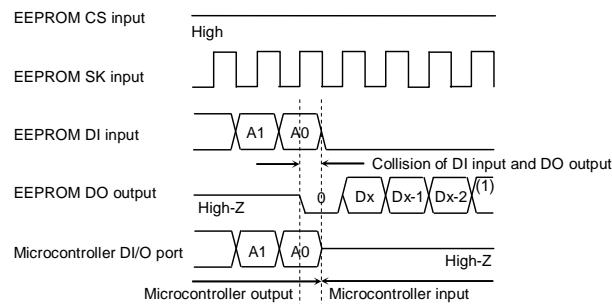 EEPROM CS input
High
EEPROM SK input
EEPROM DI input
A1 A0
Collision of DI input and DO output
EEPROM DO output
High-Z
0 Dx Dx-1 Dx-2 (1)
Microcontroller DI/O port
A1 A0
High-Z
Microcontroller output Microcontroller input